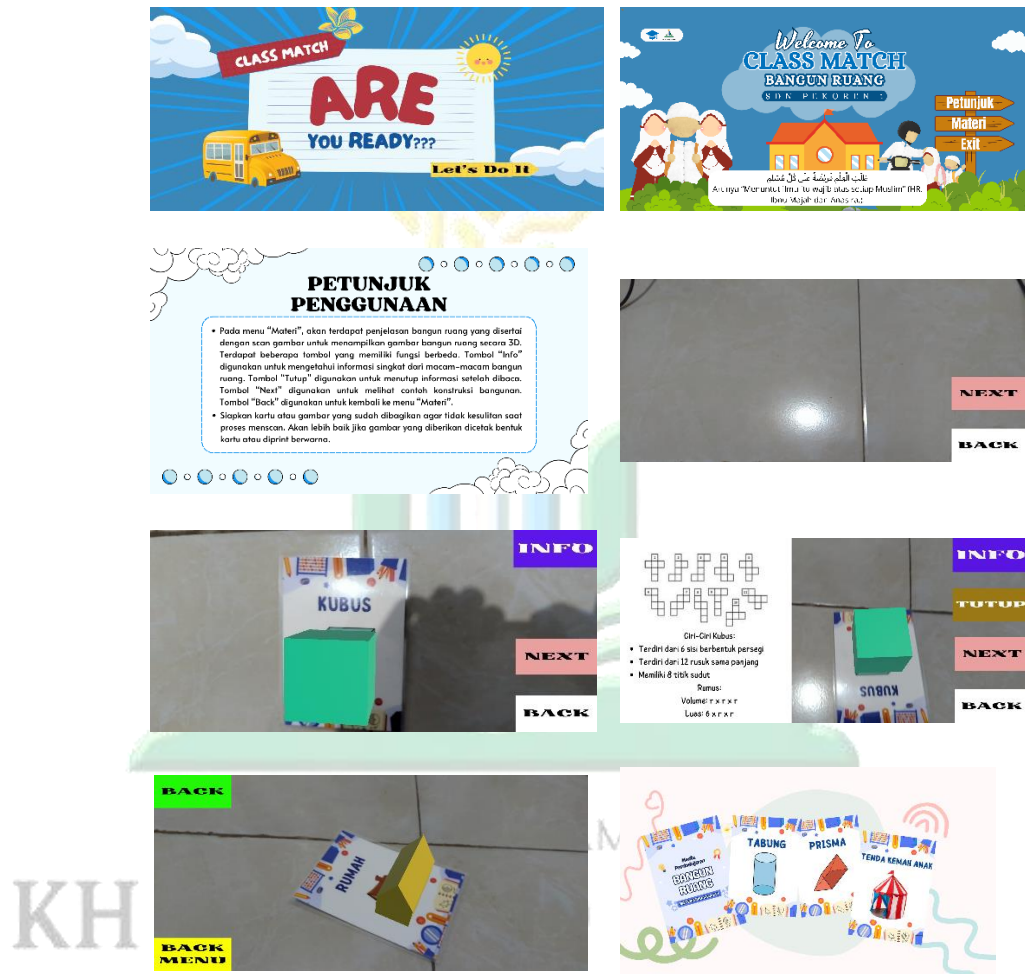 CLASS MATCH
ARE
YOU READY???
Let's Do It
Welcome To
CLASS MATCH
BANGUN RUANG
SDN PEKOREN 1
Petunjuk
Materi
Exit
طَلَبُ الْعِلْمِ فَرِيْضَةٌ عَلَى كُلِّ مُسْلِمٍ
Artinya "Menuntut ilmu itu wajib atas setiap Muslim" (HR.
Ibnu Majah dari Anas ra.)
PETUNJUK
PENGGUNAAN
• Pada menu "Materi", akan terdapat penjelasan bangun ruang yang disertai
dengan scan gambar untuk menampilkan gambar bangun ruang secara 3D.
Terdapat beberapa tombol yang memiliki fungsi berbeda. Tombol "Info"
digunakan untuk mengetahui informasi singkat dari macam-macam bangun
ruang. Tombol "Tutup" digunakan untuk menutup informasi setelah dibaca.
Tombol "Next" digunakan untuk melihat contoh konstruksi bangunan.
Tombol "Back" digunakan untuk kembali ke menu "Materi".
• Siapkan kartu atau gambar yang sudah dibagikan agar tidak kesulitan saat
proses menscan. Akan lebih baik jika gambar yang diberikan dicetak bentuk
kartu atau diprint berwarna.
NEXT
BACK
INFO
KUBUS
NEXT
BACK
Ciri-Ciri Kubus:
• Terdiri dari 6 sisi berbentuk persegi
• Terdiri dari 12 rusuk sama panjang
• Memiliki 8 titik sudut
Rumus:
Volume: r x r x r
Luas: 6 x r x r
KUBUS
INFO
TUTUP
NEXT
BACK
BACK
RUMAH
BACK
MENU
Media
Pembelajaran
BANGUN
RUANG
TABUNG
PRISMA
TENDA KEMAH ANAK
KH
AM